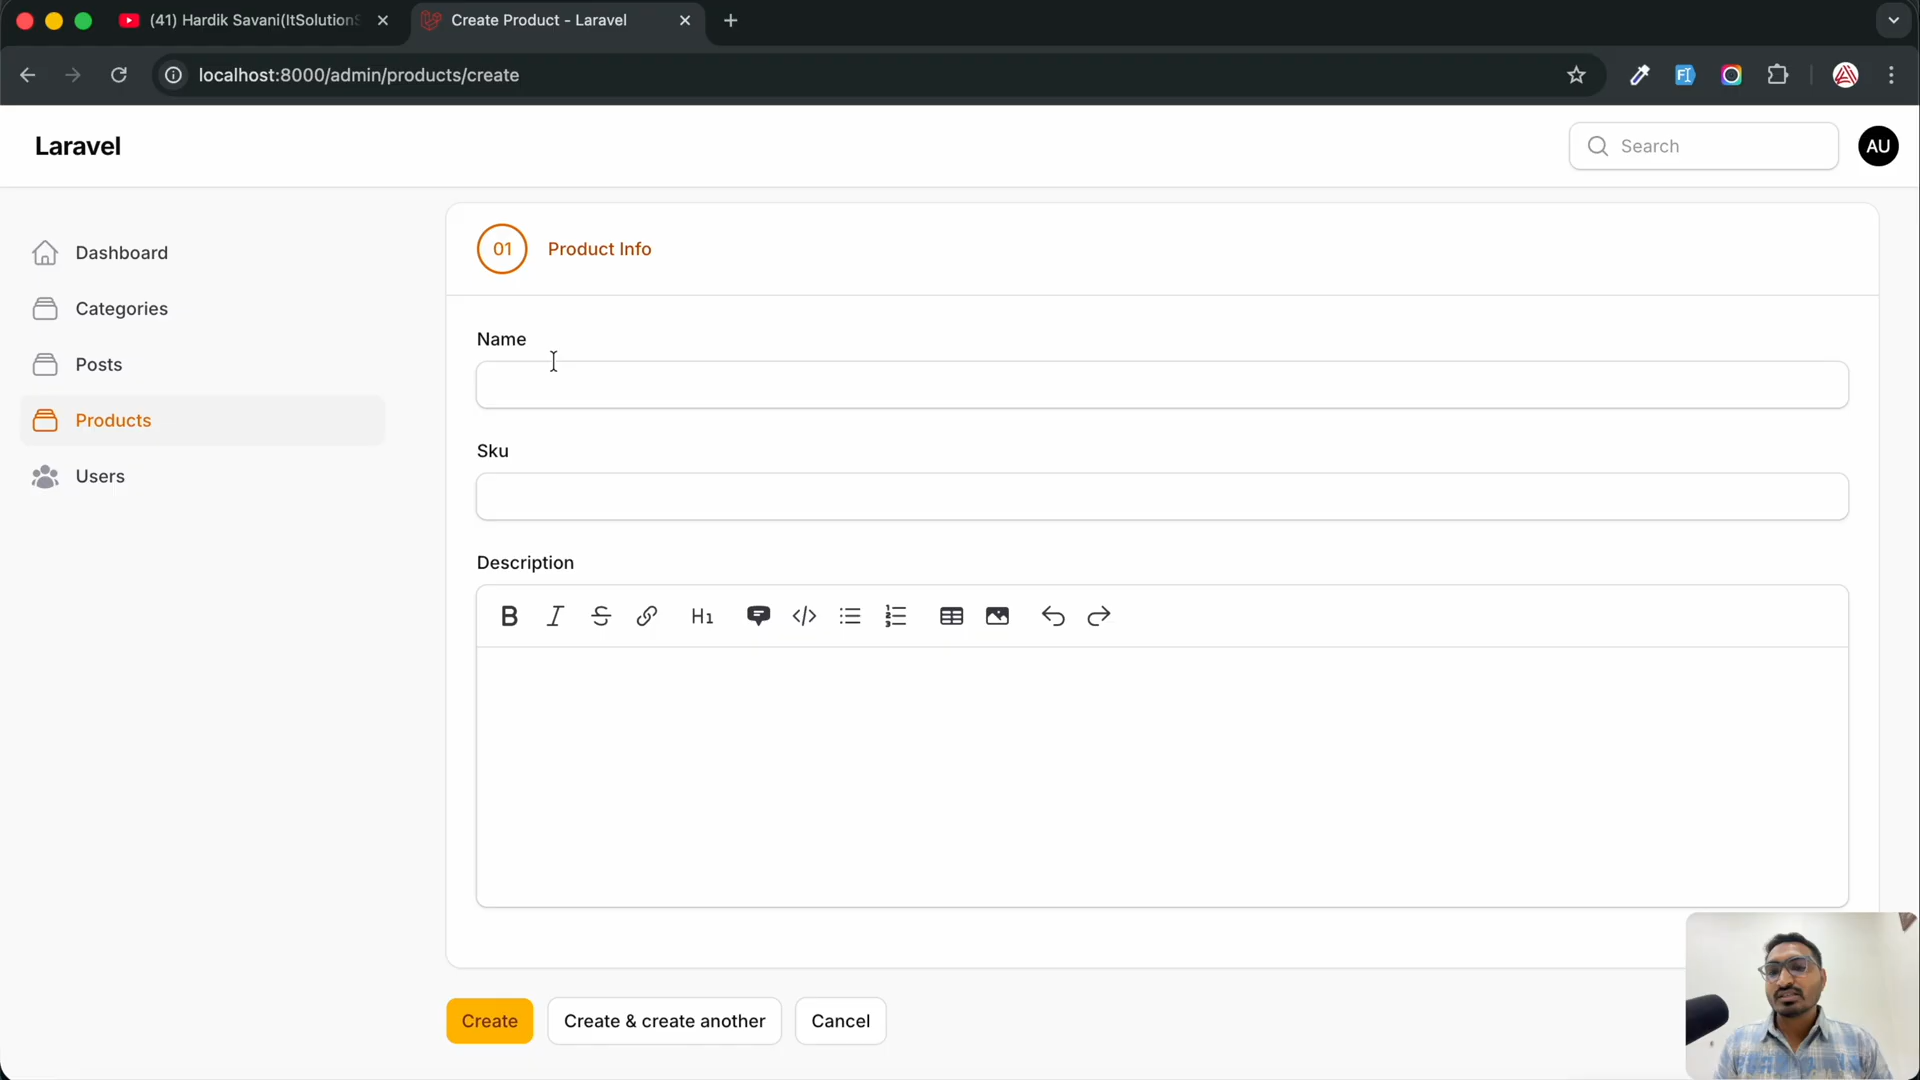 (41) Hardik Savani(ItSolutionS
Create Product - Laravel
localhost:8000/admin/products/create
Laravel
Search
AU
Dashboard
Categories
Posts
Products
Users
01 Product Info
Name
Sku
Description
H1
Create
Create & create another
Cancel